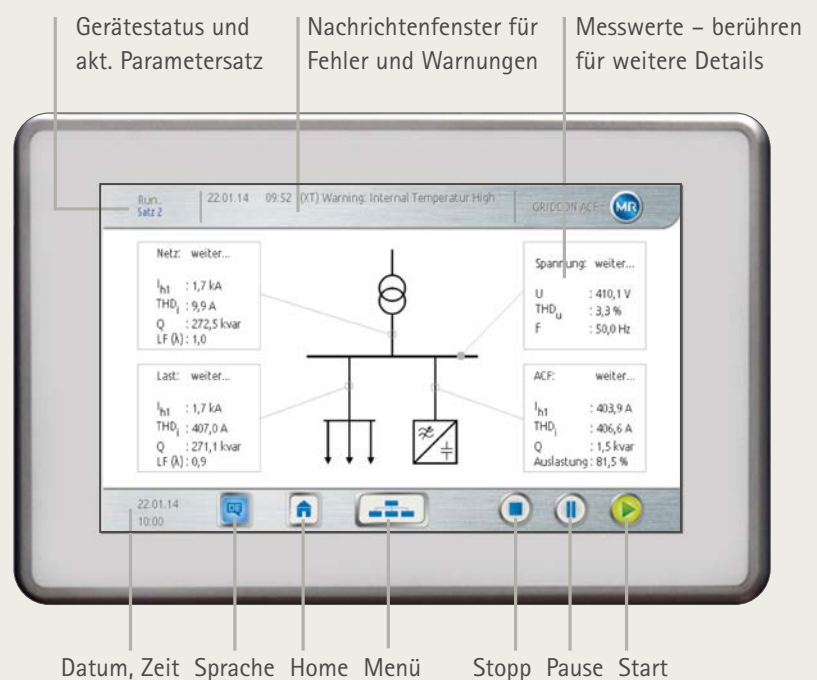 Gerätestatus und
akt. Parametersatz
Nachrichtenfenster für
Fehler und Warnungen
Messwerte – berühren
für weitere Details
Run..
Satz 2
22.01.14 09:52 (XT) Warning: Internal Temperatur High
GRIDCON ACF
MR
Netz: weiter...
Ih1 : 1,7 kA
THDi : 9,9 A
Q : 272,5 kvar
LF (λ) : 1,0
Spannung: weiter...
U : 410,1 V
THDu : 3,3 %
f : 50,0 Hz
Last: weiter...
Ih1 : 1,7 kA
THDi : 407,0 A
Q : 271,1 kvar
LF (λ) : 0,9
ACF: weiter...
Ih1 : 403,9 A
THDi : 406,6 A
Q : 1,5 kvar
Auslastung : 81,5 %
22.01.14
10:00
DE
Datum, Zeit Sprache Home Menü Stopp Pause Start